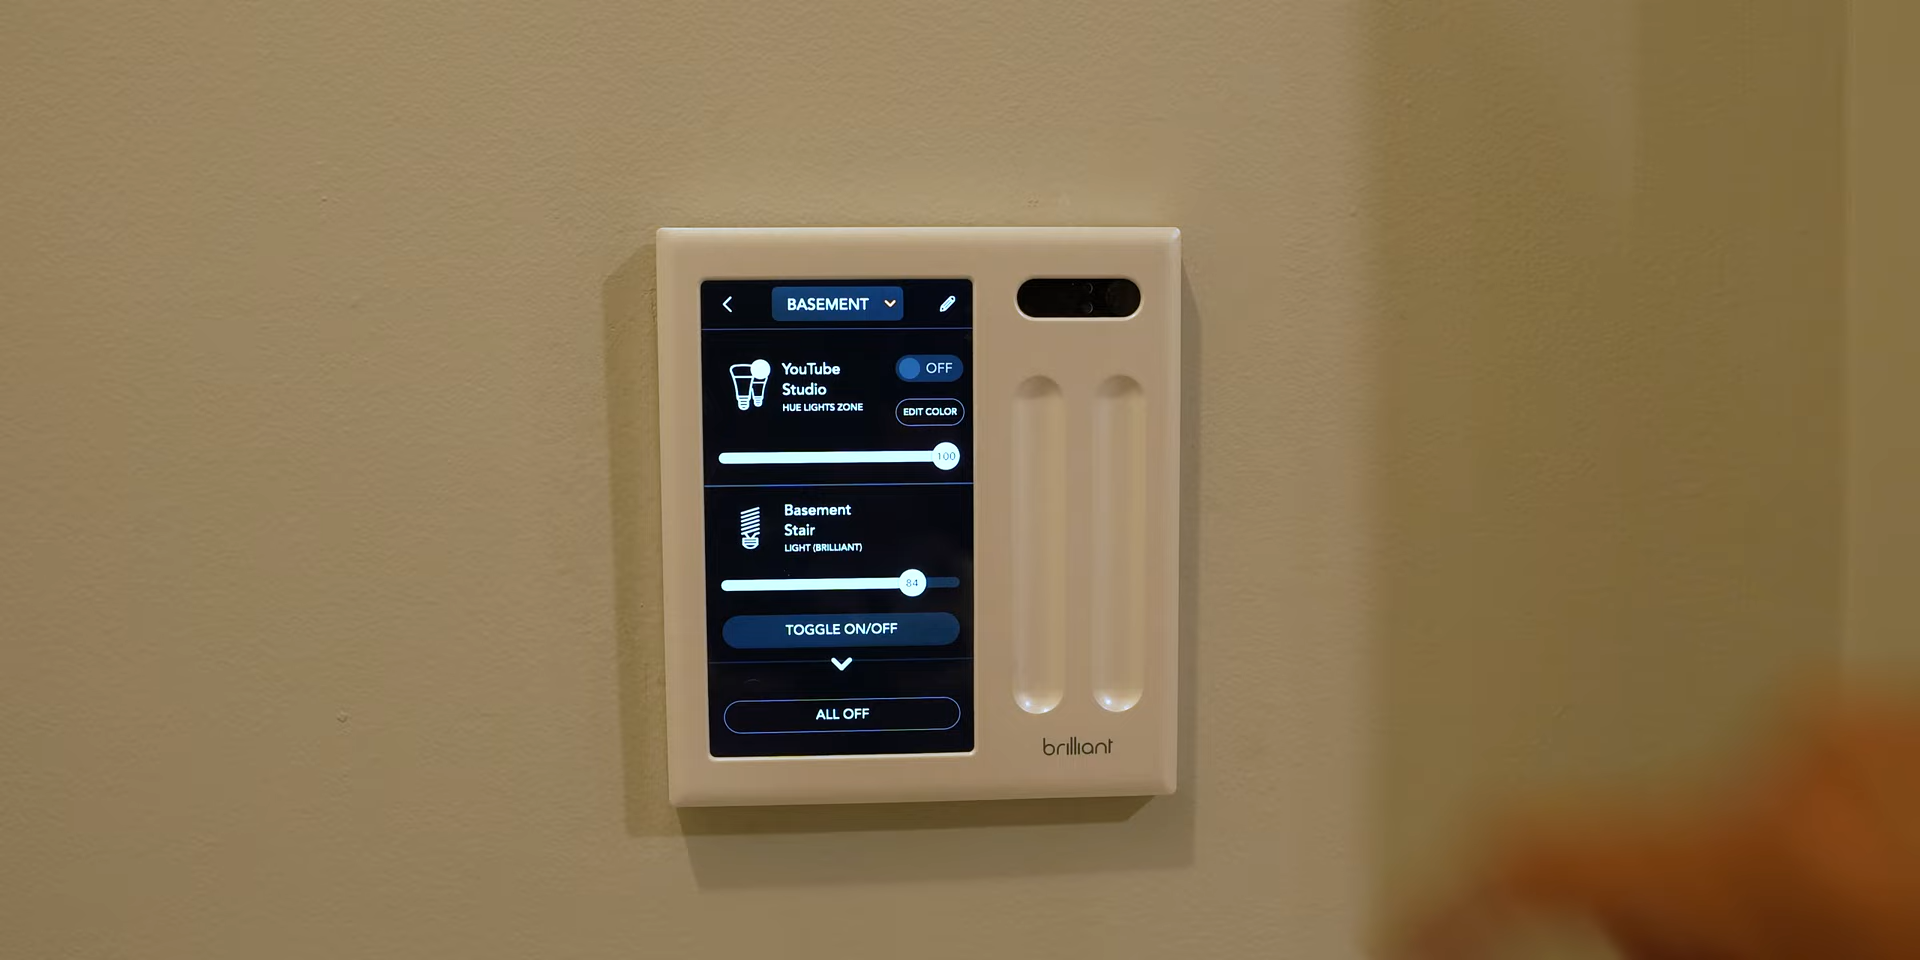 BASEMENT
YouTube
Studio
HUE LIGHTS ZONE
OFF
EDIT COLOR
100
Basement
Stair
LIGHT (BRILLIANT)
84
TOGGLE ON/OFF
ALL OFF
brilliant